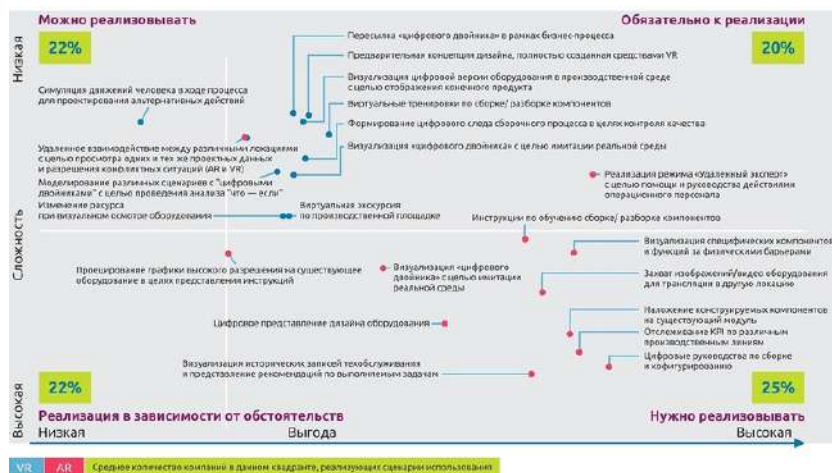 Можно реализовывать
Обязательно к реализации
22%
20%
Низкая
Пересылка «цифрового двойника» в рамках бизнес-процесса
Предварительная концепция дизайна, полностью созданная средствами VR
Визуализация цифровой версии оборудования в производственной среде
с целью отображения конечного продукта
Симуляция движений человека в ходе процесса
для проектирования альтернативных действий
Виртуальные тренировки по сборке/ разборке компонентов
Формирование цифрового следа сборочного процесса в целях контроля качества
Удаленное взаимодействие между различными локациями
с целью просмотра одних и тех же проектных данных
и разрешения конфликтных ситуаций (AR и VR)
Визуализация «цифрового двойника» с целью имитации реальной среды
Моделирование различных сценариев с "цифровыми
двойниками" с целью проведения анализа "что — если"
Реализация режима «Удаленный эксперт»
с целью помощи и руководства действиями
операционного персонала
Изменение ракурса
при визуальном осмотре оборудования
Виртуальная экскурсия
по производственной площадке
Инструкции по обучению сборке/ разборке компонентов
Сложность
Визуализация специфических компонентов
и функций за физическими барьерами
Проецирование графики высокого разрешения на существующее
оборудование в целях представления инструкций
Визуализация «цифрового
двойника» с целью имитации
реальной среды
Захват изображений/видео оборудования
для трансляции в другую локацию
Наложение конструируемых компонентов
на существующий модуль
Цифровое представление дизайна оборудования
Отслеживание KPI по различным
производственным линиям
Цифровые руководства по сборке
и кофигурированию
Визуализация исторических записей техобслуживания
и представление рекомендаций по выполняемым задачам
22%
25%
Высокая
Реализация в зависимости от обстоятельств
Нужно реализовывать
Низкая
Выгода
Высокая
VR
AR
Среднее количество компаний в данном квадранте, реализующих сценарии использования